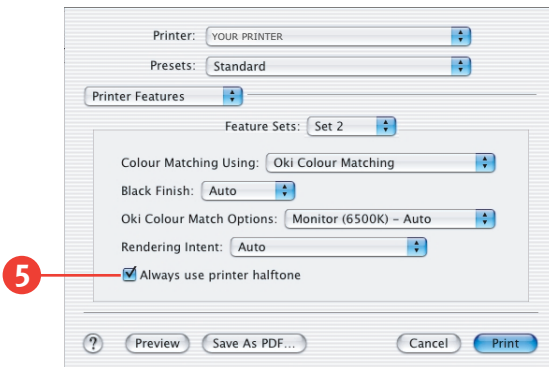 Printer: YOUR PRINTER
Presets: Standard
Printer Features
Feature Sets: Set 2
Colour Matching Using: Oki Colour Matching
Black Finish: Auto
Oki Colour Match Options: Monitor (6500K) – Auto
Rendering Intent: Auto
5 Always use printer halftone
? Preview Save As PDF... Cancel Print